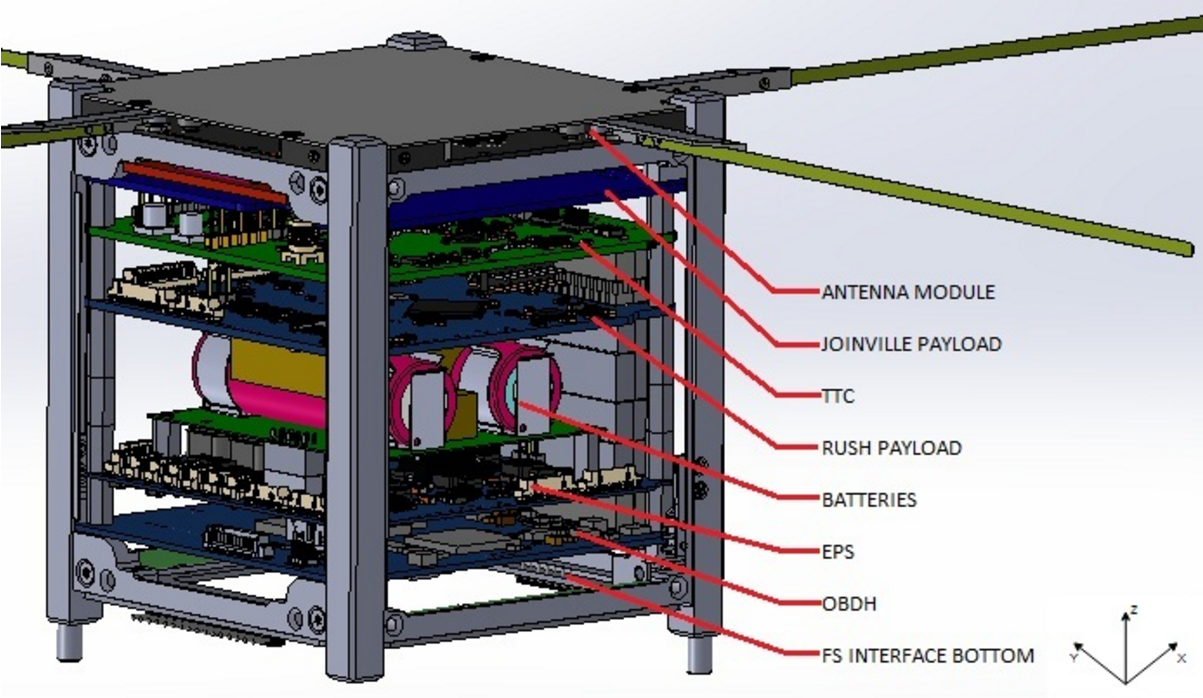 ANTENNA MODULE
JOINVILLE PAYLOAD
TTC
RUSH PAYLOAD
BATTERIES
EPS
OBDH
FS INTERFACE BOTTOM
Z
Y
X